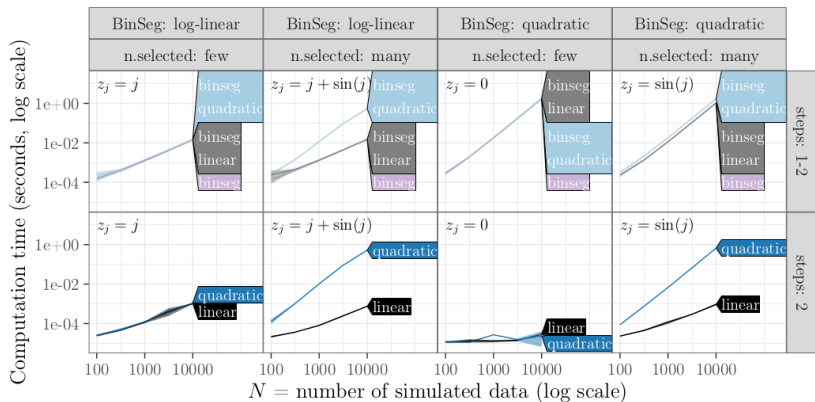 BinSeg: log-linear BinSeg: log-linear BinSeg: quadratic BinSeg: quadratic
n.selected: few n.selected: many n.selected: few n.selected: many
z_j = j z_j = j + sin(j) z_j = 0 z_j = sin(j)
binseg binseg binseg binseg
quadratic quadratic linear quadratic
1e+00
binseg binseg binseg binseg
1e-02
linear linear quadratic linear
binseg binseg binseg
1e-04
steps: 1-2
z_j = j z_j = j + sin(j) z_j = 0 z_j = sin(j)
1e+00
quadratic quadratic
1e-02
quadratic
linear linear linear
1e-04
linear
quadratic
steps: 2
100 1000 10000 100 1000 10000 100 1000 10000 100 1000 10000
N = number of simulated data (log scale)
Computation time (seconds, log scale)